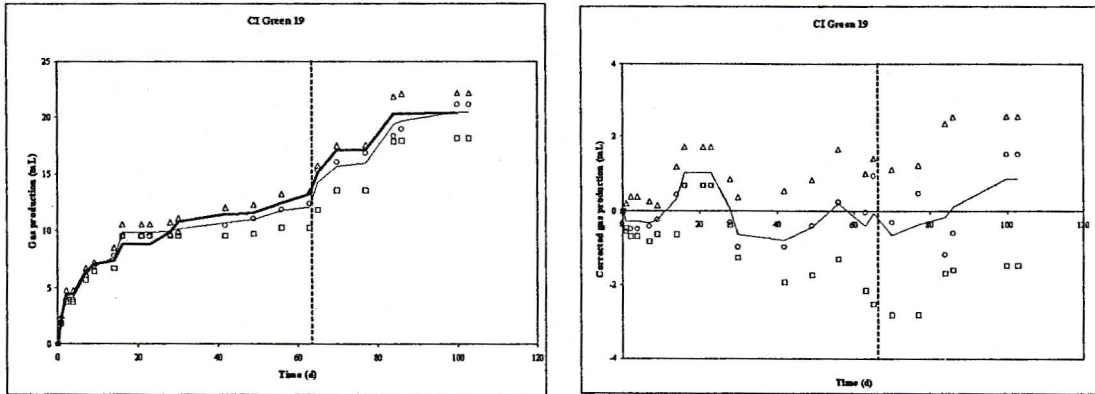 CI Green 19
25
20
15
10
5
0
0 20 40 60 80 100 120
Gas production (mL)
Time (d)
CI Green 19
4
2
0
-2
-4
0 20 40 60 80 100 120
Corrected gas production (mL)
Time (d)